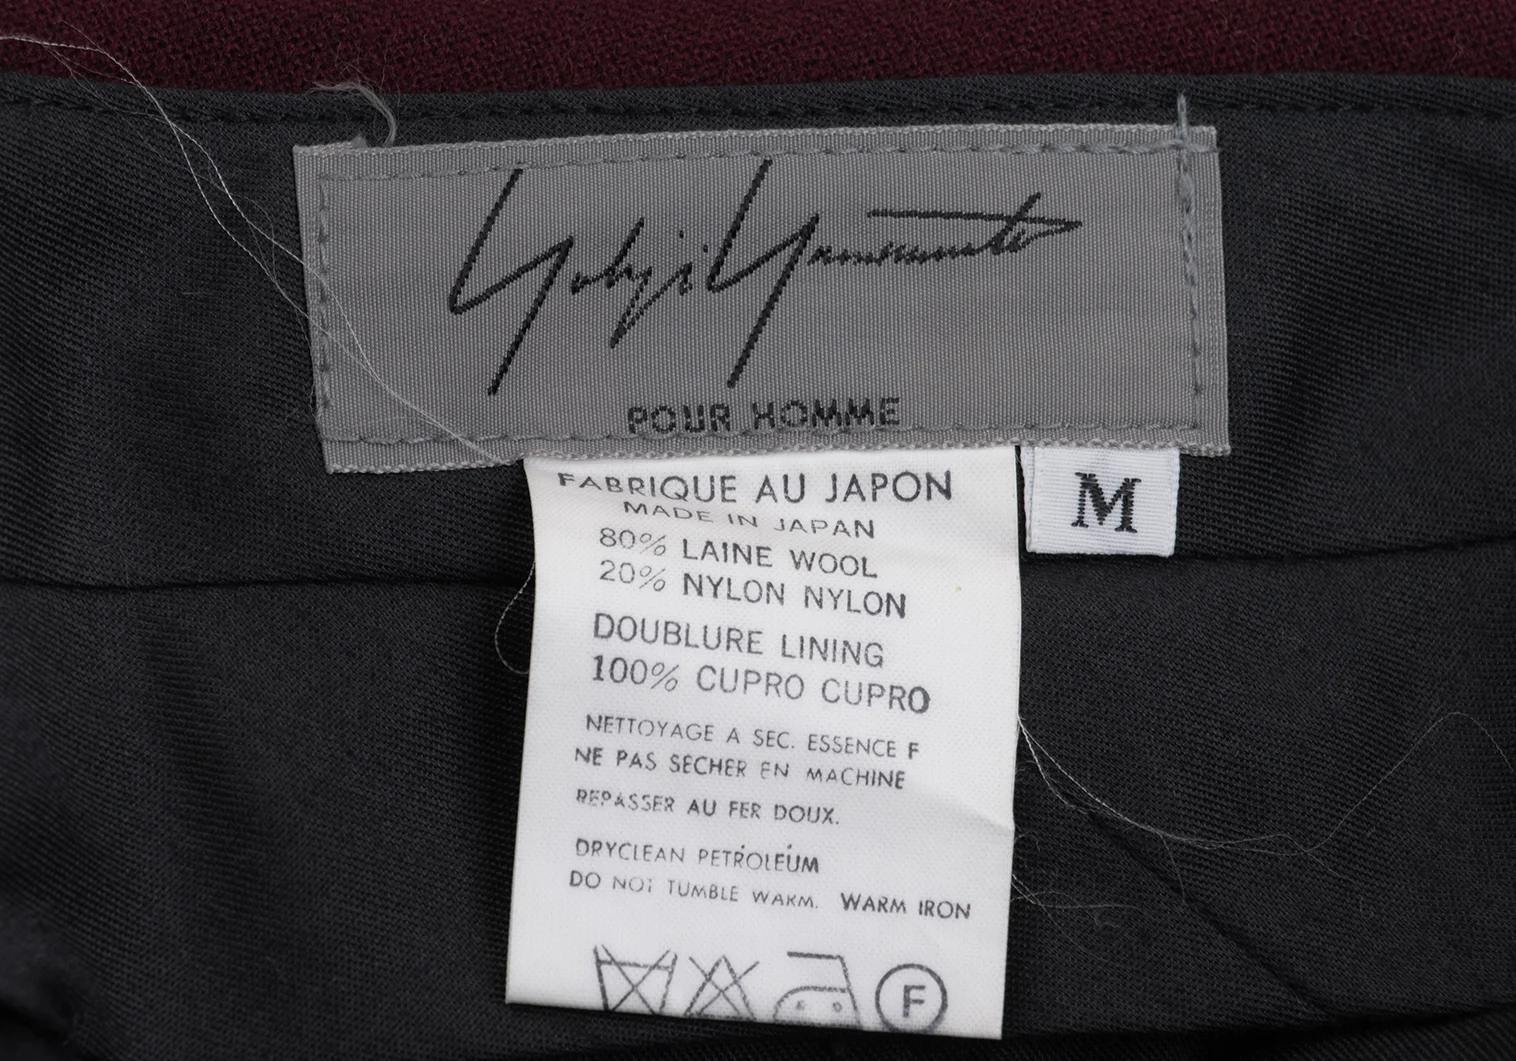 Yohji Yamamoto
POUR HOMME
M
FABRIQUE AU JAPON
MADE IN JAPAN
80% LAINE WOOL
20% NYLON NYLON
DOUBLURE LINING
100% CUPRO CUPRO
NETTOYAGE A SEC. ESSENCE F
NE PAS SECHER EN MACHINE
REPASSER AU FER DOUX.
DRYCLEAN PETROLEUM
DO NOT TUMBLE WARM. WARM IRON
F